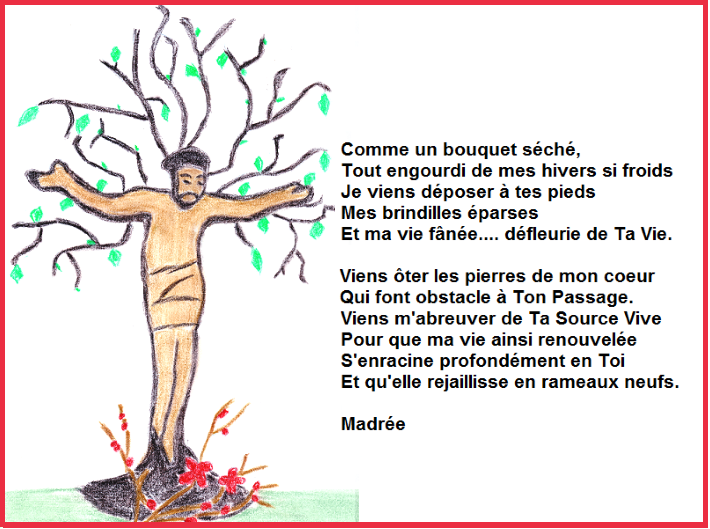 Comme un bouquet séché,
Tout engourdi de mes hivers si froids
Je viens déposer à tes pieds
Mes brindilles éparses
Et ma vie fânée.... défleurie de Ta Vie.
Viens ôter les pierres de mon coeur
Qui font obstacle à Ton Passage.
Viens m'abreuver de Ta Source Vive
Pour que ma vie ainsi renouvelée
S'enracine profondément en Toi
Et qu'elle rejaillisse en rameaux neufs.
Madrée